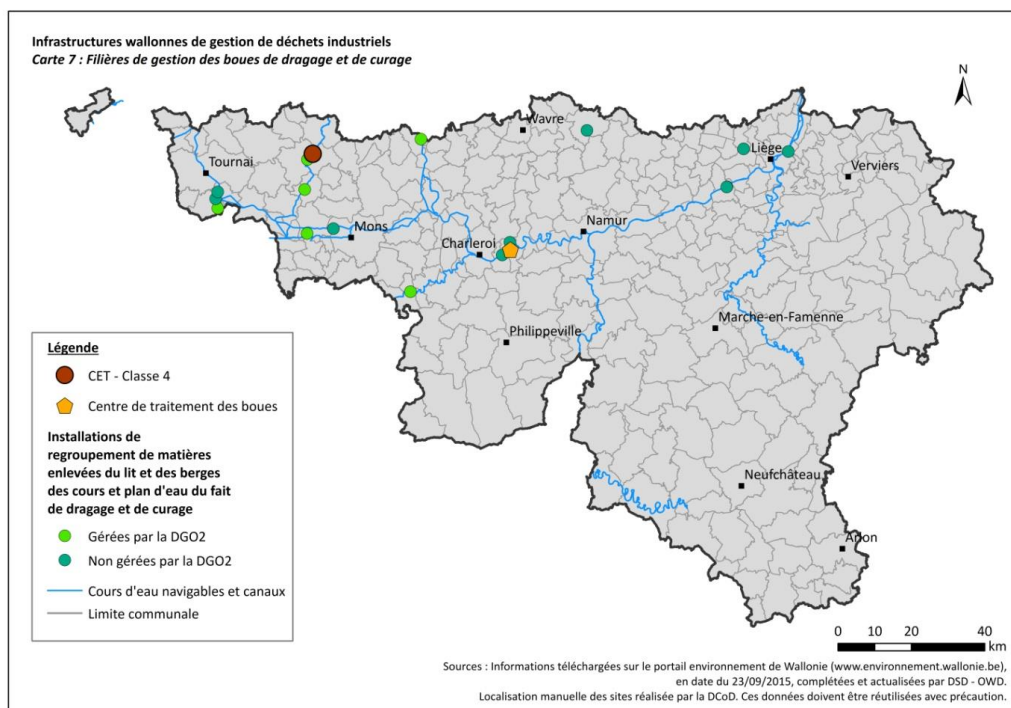 Infrastructures wallonnes de gestion de déchets industriels
Carte 7 : Filières de gestion des boues de dragage et de curage
N
Wavre
Tournai
Liège
Verviers
Mons
Namur
Charleroi
Marche-en-Famenne
Philippeville
Neufchâteau
Arlon
Légende
CET - Classe 4
Centre de traitement des boues
Installations de
regroupement de matières
enlevées du lit et des berges
des cours et plan d'eau du fait
de dragage et de curage
Gérées par la DGO2
Non gérées par la DGO2
Cours d'eau navigables et canaux
Limite communale
0 10 20 40
km
Sources : Informations téléchargées sur le portail environnement de Wallonie (www.environnement.wallonie.be),
en date du 23/09/2015, complétées et actualisées par DSD - OWD.
Localisation manuelle des sites réalisée par la DCoD. Ces données doivent être réutilisées avec précaution.